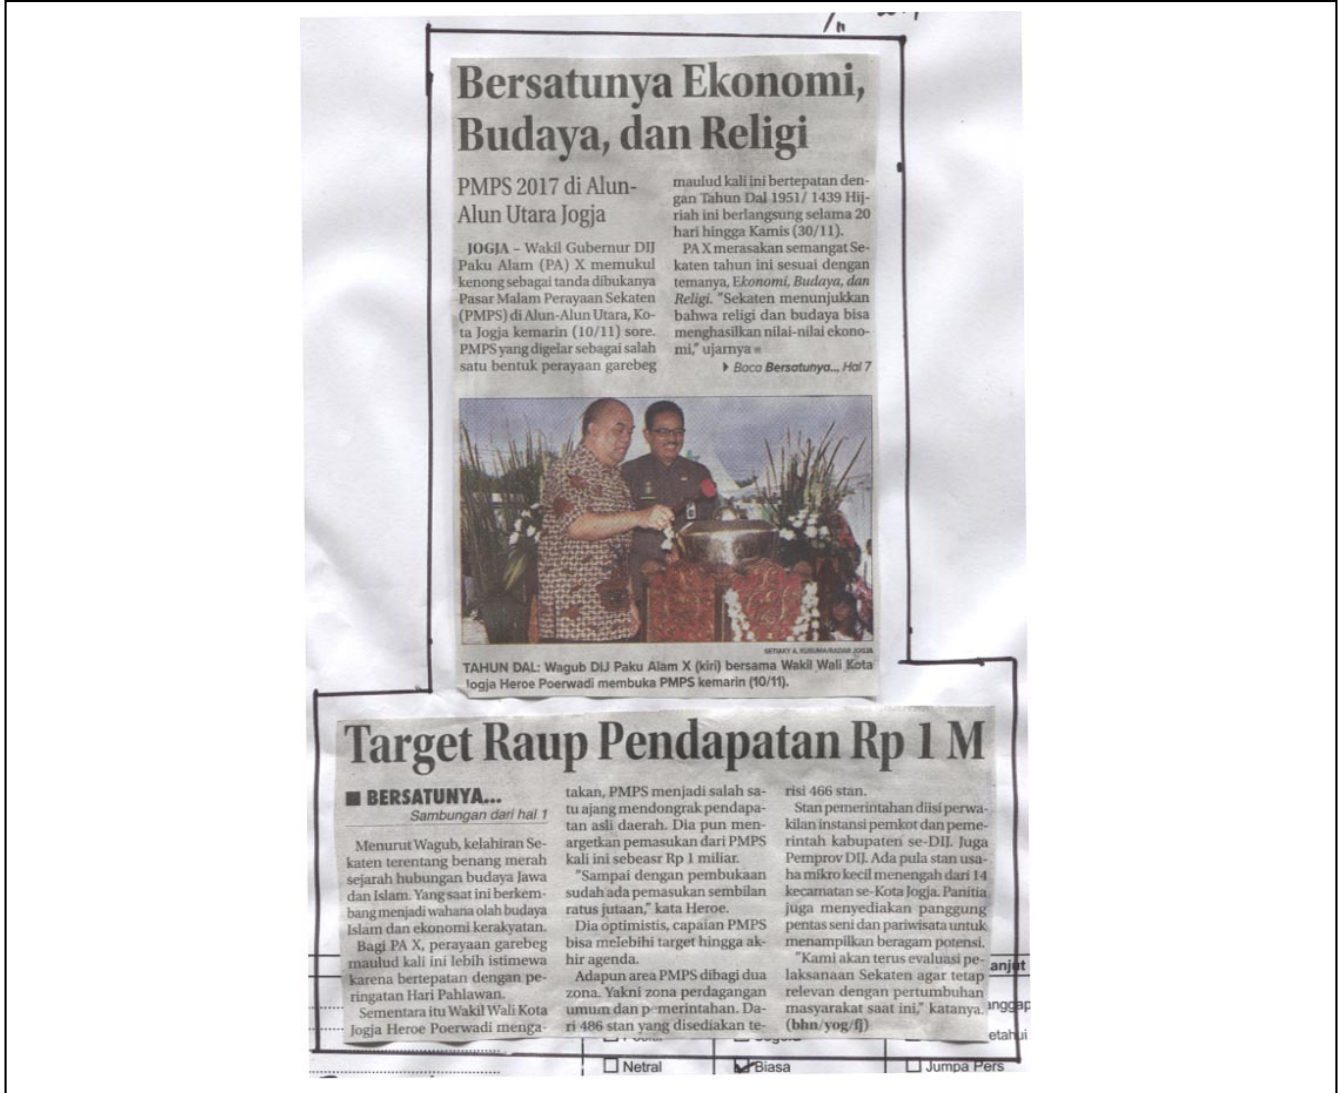 Bersatunya Ekonomi,
Budaya, dan Religi
PMPS 2017 di Alun-
Alun Utara Jogja
JOGJA – Wakil Gubernur DIJ
Paku Alam (PA) X memukul
kenong sebagai tanda dibukanya
Pasar Malam Perayaan Sekaten
(PMPS) di Alun-Alun Utara, Ko-
ta Jogja kemarin (10/11) sore.
PMPS yang digelar sebagai salah
satu bentuk perayaan garebeg
maulud kali ini bertepatan den-
gan Tahun Dal 1951/ 1439 Hij-
riah ini berlangsung selama 20
hari hingga Kamis (30/11).
PA X merasakan semangat Se-
katen tahun ini sesuai dengan
temanya, Ekonomi, Budaya, dan
Religi. "Sekaten menunjukkan
bahwa religi dan budaya bisa
menghasilkan nilai-nilai ekono-
mi," ujarnya
Baca Bersatunya... Hal 7
SETIAKY A. KUSUMA/RADAR JOGJA
TAHUN DAL: Wagub DIJ Paku Alam X (kiri) bersama Wakil Wali Kota
Jogja Heroe Poerwadi membuka PMPS kemarin (10/11).
Target Raup Pendapatan Rp 1 M
BERSATUNYA...
Sambungan dari hal 1
Menurut Wagub, kelahiran Se-
katen terentang benang merah
sejarah hubungan budaya Jawa
dan Islam. Yang saat ini berkem-
bang menjadi wahana olah budaya
Islam dan ekonomi kerakyatan.
Bagi PA X, perayaan garebeg
maulud kali ini lebih istimewa
karena bertepatan dengan pe-
ringatan Hari Pahlawan.
Sementara itu Wakil Wali Kota
Jogja Heroe Poerwadi menga-
takan, PMPS menjadi salah sa-
tu ajang mendongrak pendapa-
tan asli daerah. Dia pun men-
argetkan pemasukan dari PMPS
kali ini sebeasr Rp 1 miliar.
"Sampai dengan pembukaan
sudah ada pemasukan sembilan
ratus jutaan," kata Heroe.
Dia optimistis, capaian PMPS
bisa melebihi target hingga ak-
hir agenda.
Adapun area PMPS dibagi dua
zona. Yakni zona perdagangan
umum dan pemerintahan. Da-
ri 486 stan yang disediakan te-
risi 466 stan.
Stan pemerintahan diisi perwa-
kilan instansi pemkot dan peme-
rintah kabupaten se-DIJ. Juga
Pemprov DIJ. Ada pula stan usa-
ha mikro kecil menengah dari 14
kecamatan se-Kota Jogja. Panitia
juga menyediakan panggung
pentas seni dan pariwisata untuk
menampilkan beragam potensi.
"Kami akan terus evaluasi pe-
laksanaan Sekaten agar tetap
relevan dengan pertumbuhan
masyarakat saat ini," katanya.
(bhn/yog/fj)
anjut
anggap
etahui
Netral
Biasa
Jumpa Pers